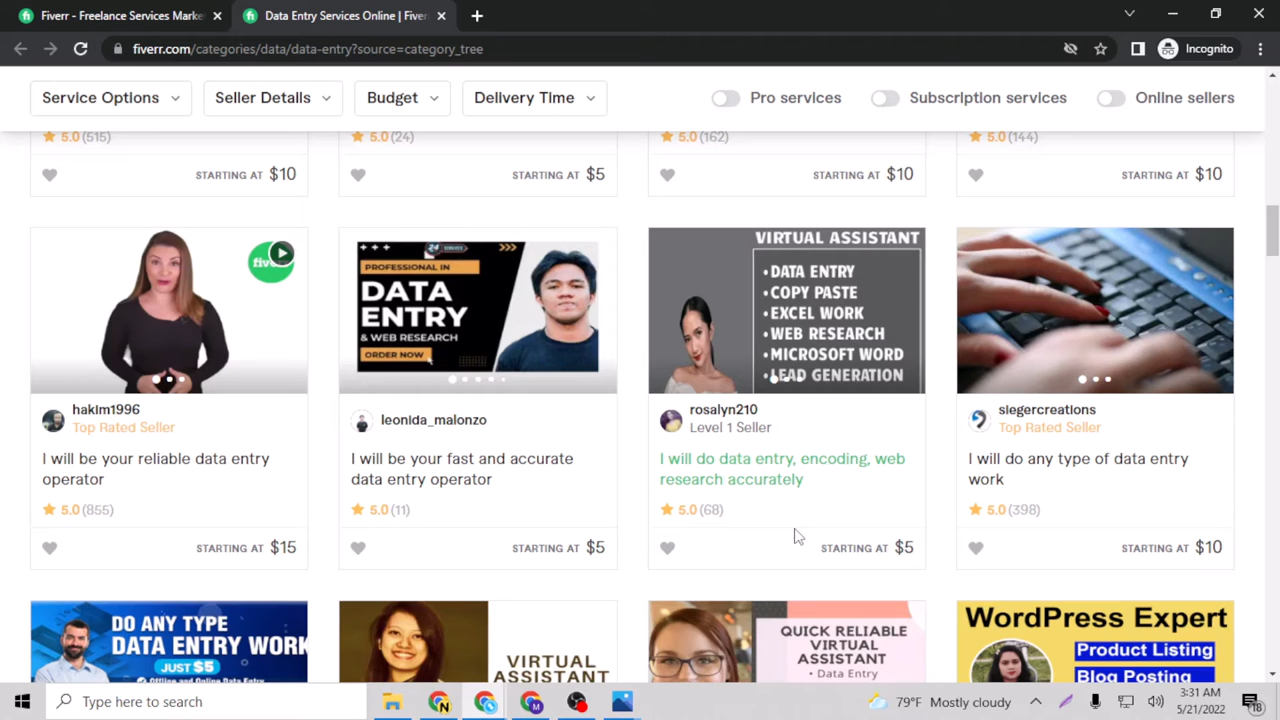 Fiverr - Freelance Services Marke
Data Entry Services Online | Fiver
fiverr.com/categories/data/data-entry?source=category_tree
Incognito
Service Options
Seller Details
Budget
Delivery Time
Pro services
Subscription services
Online sellers
5.0 (515)
5.0 (24)
5.0 (162)
5.0 (144)
STARTING AT $10
STARTING AT $5
STARTING AT $10
STARTING AT $10
PROFESSIONAL IN
DATA
ENTRY
& WEB RESEARCH
ORDER NOW
VIRTUAL ASSISTANT
•DATA ENTRY
•COPY PASTE
•EXCEL WORK
•WEB RESEARCH
•MICROSOFT WORD
•LEAD GENERATION
hakim1996
Top Rated Seller
I will be your reliable data entry
operator
5.0 (855)
STARTING AT $15
leonida_malonzo
I will be your fast and accurate
data entry operator
5.0 (11)
STARTING AT $5
rosalyn210
Level 1 Seller
I will do data entry, encoding, web
research accurately
5.0 (68)
STARTING AT $5
siegercreations
Top Rated Seller
I will do any type of data entry
work
5.0 (398)
STARTING AT $10
DO ANY TYPE
DATA ENTRY WORK
JUST $5
VIRTUAL
ASSISTANT
QUICK RELIABLE
VIRTUAL
ASSISTANT
• Data Entry
WordPress Expert
Product Listing
Blog Posting
Type here to search
79°F Mostly cloudy
3:31 AM
5/21/2022
18